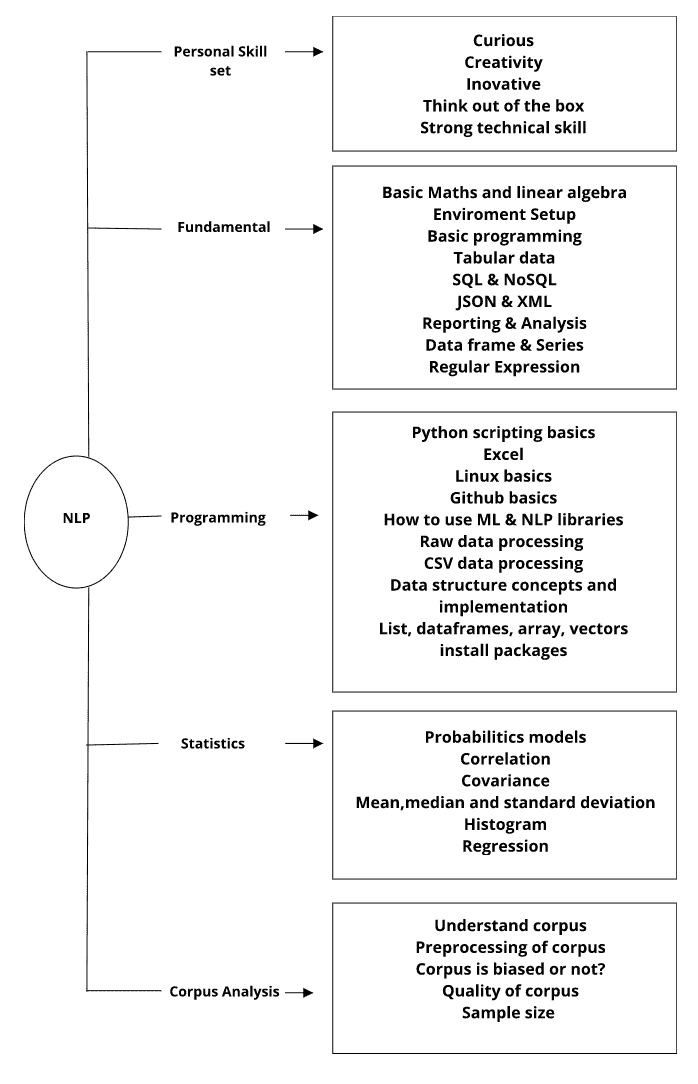 Personal Skill
set
Curious
Creativity
Inovative
Think out of the box
Strong technical skill
Fundamental
Basic Maths and linear algebra
Enviroment Setup
Basic programming
Tabular data
SQL & NoSQL
JSON & XML
Reporting & Analysis
Data frame & Series
Regular Expression
NLP
Programming
Python scripting basics
Excel
Linux basics
Github basics
How to use ML & NLP libraries
Raw data processing
CSV data processing
Data structure concepts and
implementation
List, dataframes, array, vectors
install packages
Statistics
Probabilitics models
Correlation
Covariance
Mean,median and standard deviation
Histogram
Regression
Corpus Analysis
Understand corpus
Preprocessing of corpus
Corpus is biased or not?
Quality of corpus
Sample size